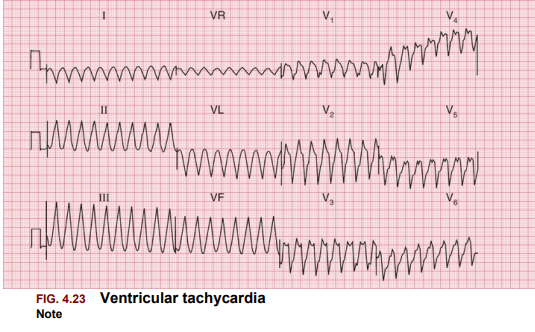 I VR V1 V4
II VL V2 V5
III VF V3 V6
FIG. 4.23 Ventricular tachycardia
Note